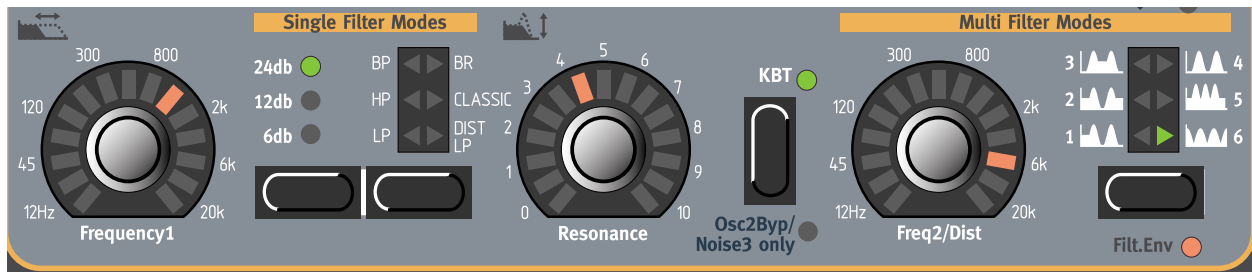 Single Filter Modes
Multi Filter Modes
300
800
120
2k
45
6k
12Hz
20k
Frequency1
24db
12db
6db
BP
BR
HP
CLASSIC
LP
DIST
LP
0
1
2
3
4
5
6
7
8
9
10
Resonance
KBT
Osc2Byp/
Noise3 only
300
800
120
2k
45
6k
12Hz
20k
Freq2/Dist
3
4
2
5
1
6
Filt.Env